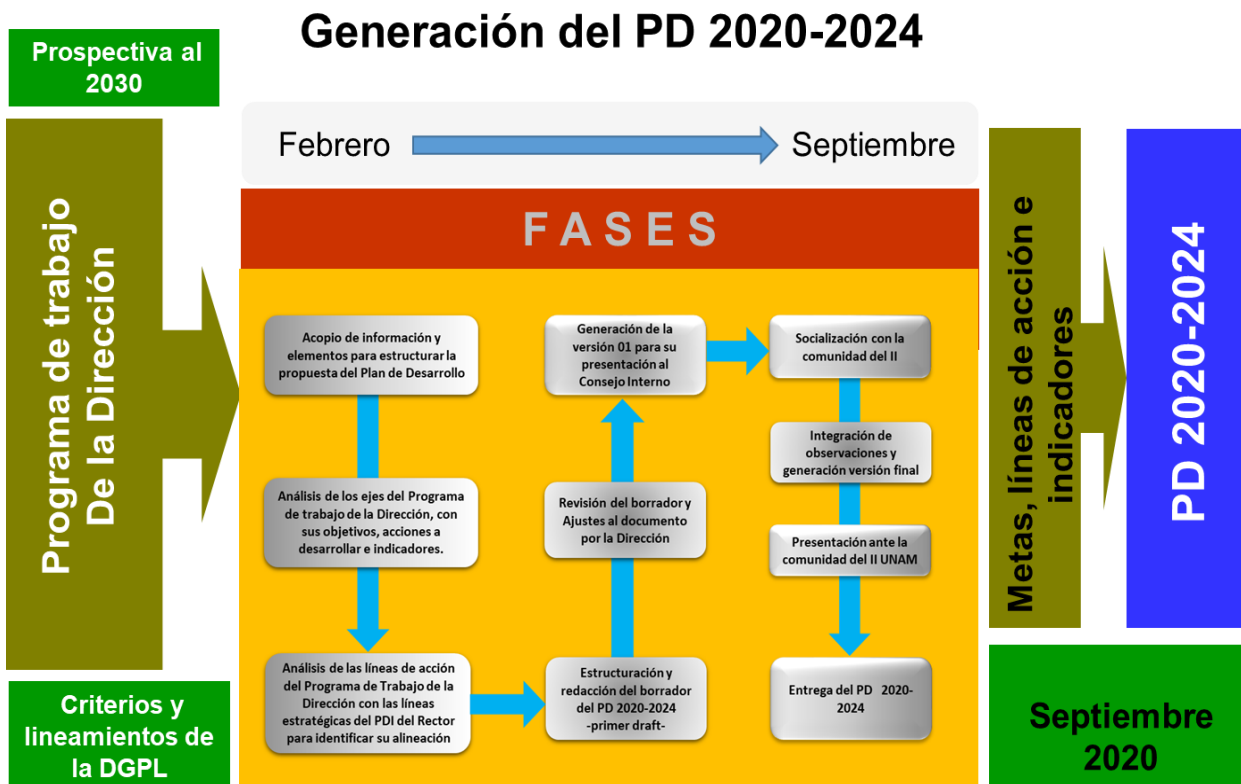 Generación del PD 2020-2024
Prospectiva al
2030
Programa de trabajo
De la Dirección
Criterios y
lineamientos de
la DGPL
Febrero
Septiembre
FASES
Acopio de información y
elementos para estructurar la
propuesta del Plan de Desarrollo
Análisis de los ejes del Programa
de trabajo de la Dirección, con
sus objetivos, acciones a
desarrollar e indicadores.
Análisis de las líneas de acción
del Programa de Trabajo de la
Dirección con las líneas
estratégicas del PDI del Rector
para identificar su alineación
Estructuración y
redacción del borrador
del PD 2020-2024
-primer draft-
Revisión del borrador y
Ajustes al documento
por la Dirección
Generación de la
versión 01 para su
presentación al
Consejo Interno
Socialización con la
comunidad del II
Integración de
observaciones y
generación versión final
Presentación ante la
comunidad del II UNAM
Entrega del PD 2020-
2024
Metas, líneas de acción e
indicadores
PD 2020-2024
Septiembre
2020